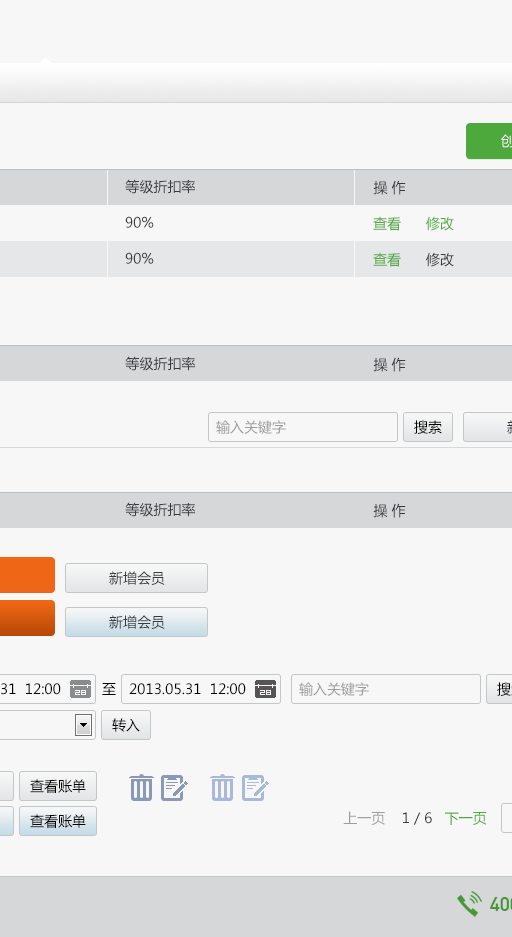 创
等级折扣率 操 作
90% 查看 修改
90% 查看 修改
等级折扣率 操 作
输入关键字 搜索
等级折扣率 操 作
新增会员
新增会员
31 12:00 28 至 2013.05.31 12:00 28 输入关键字 搜
转入
查看账单
查看账单
上一页 1 / 6 下一页
400